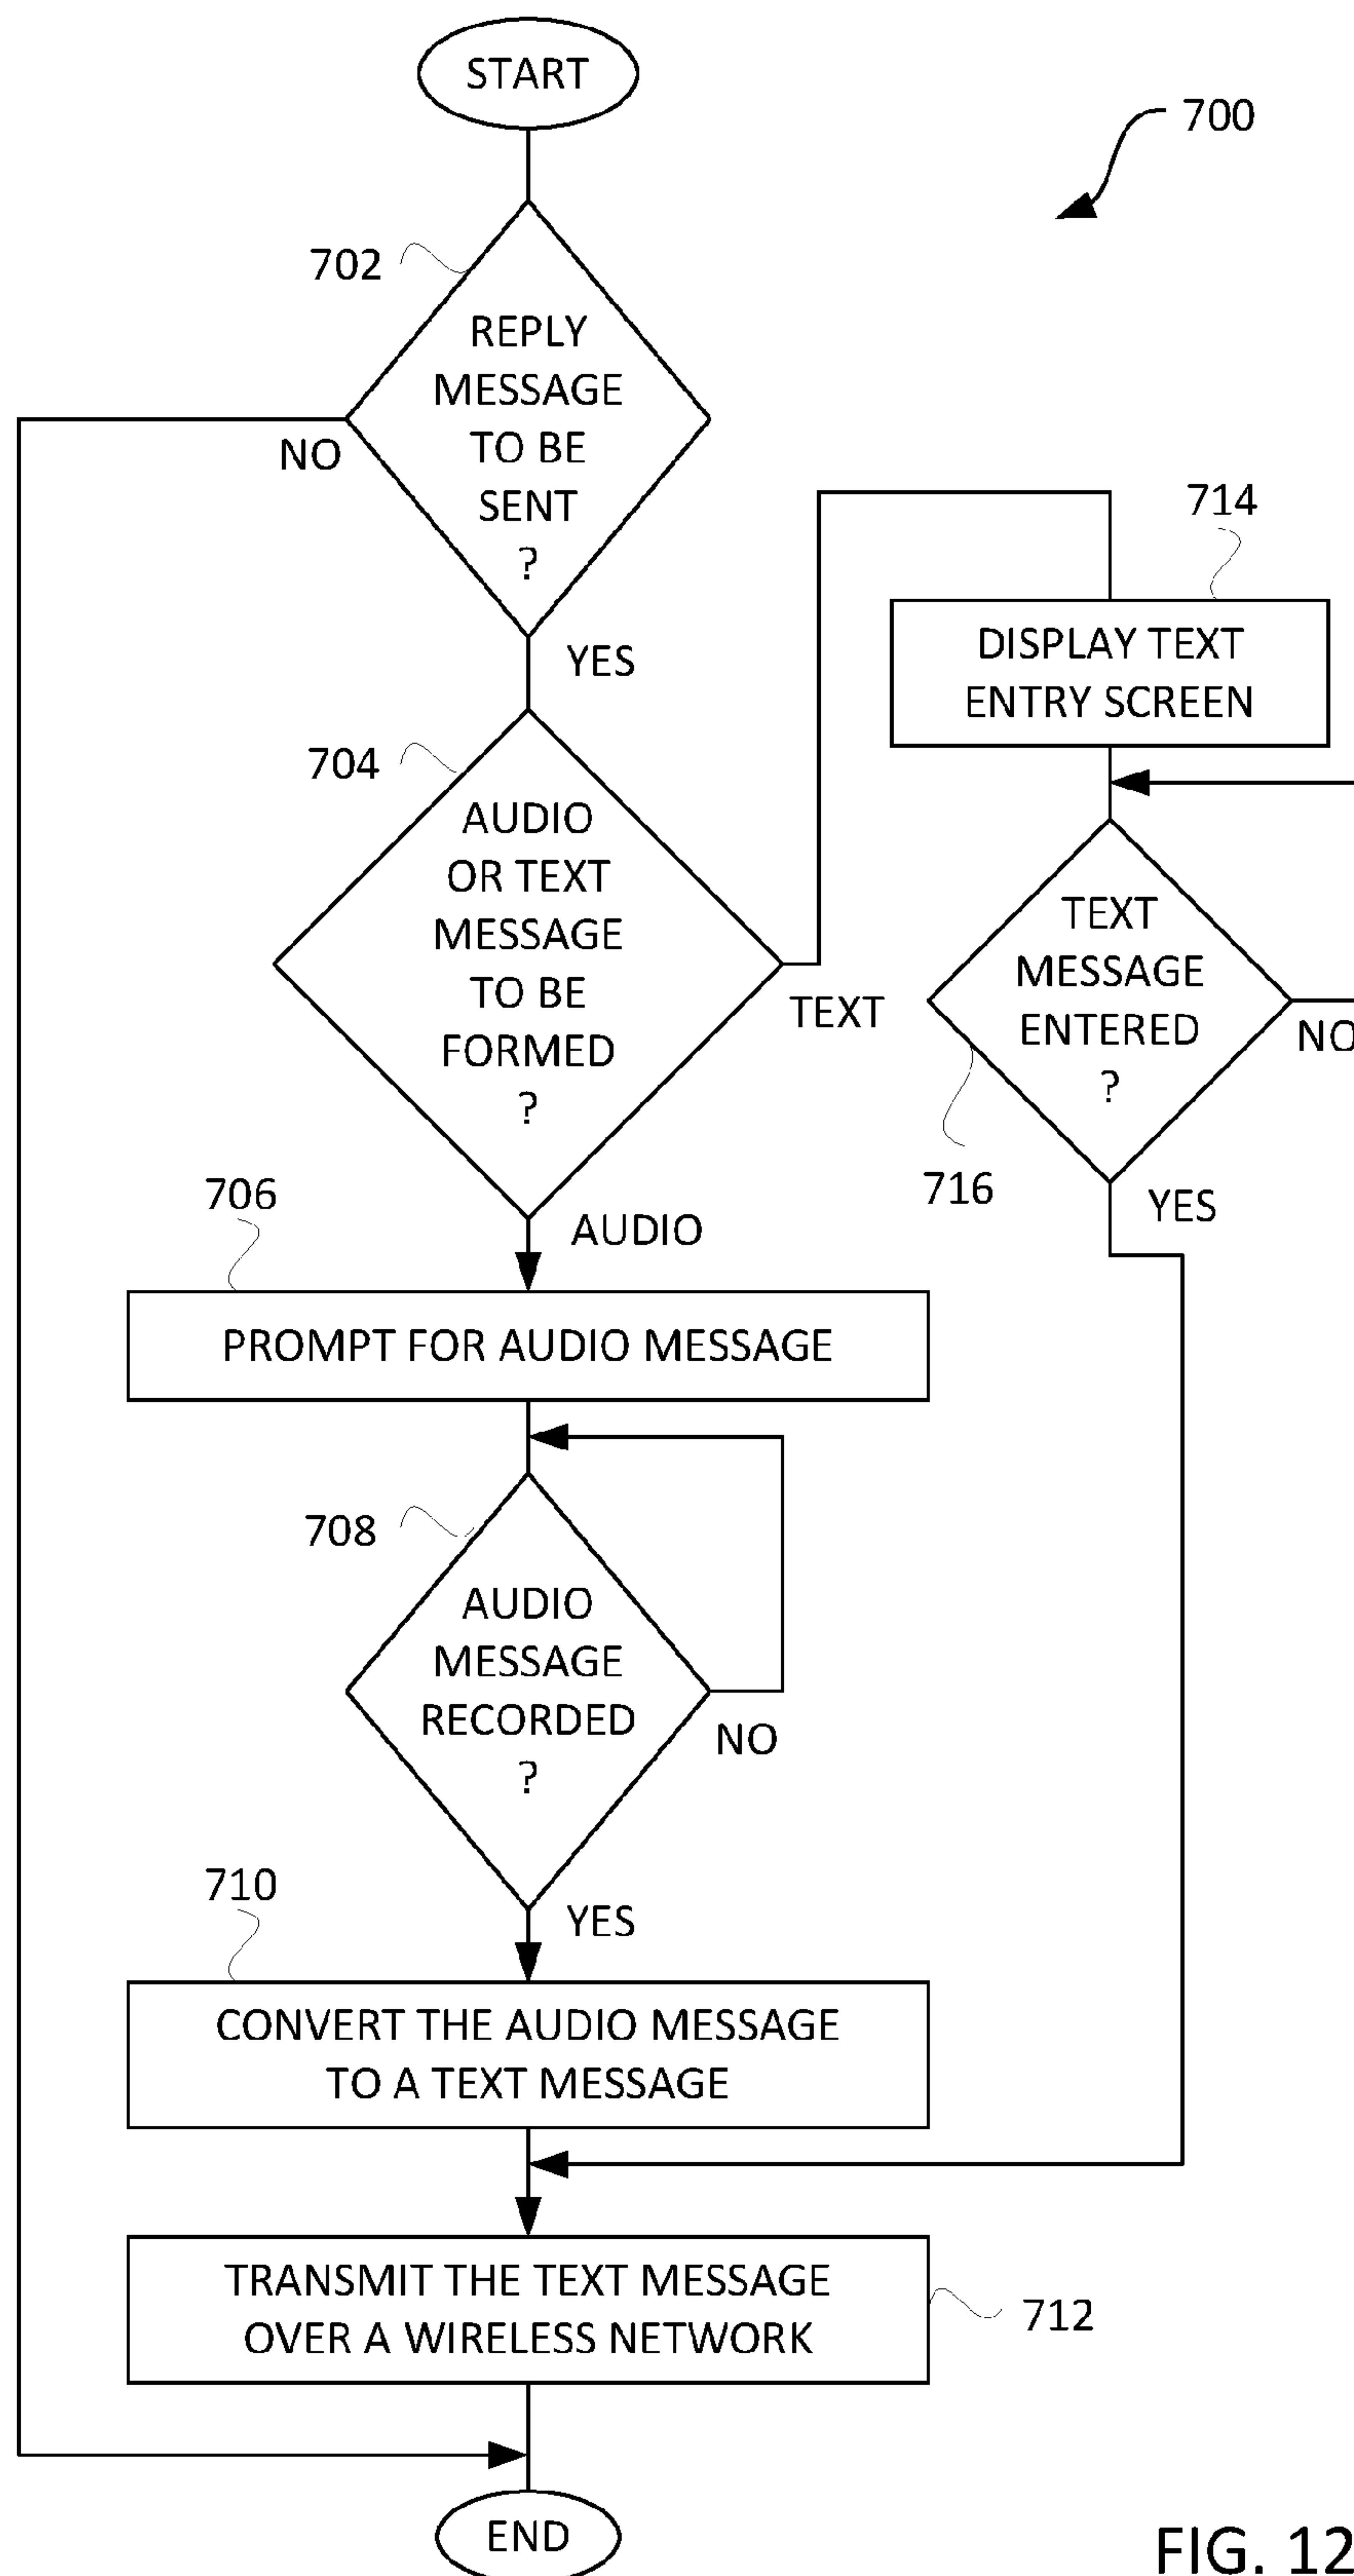 START
700
702
REPLY
MESSAGE
TO BE
SENT
?
NO
YES
714
DISPLAY TEXT
ENTRY SCREEN
704
AUDIO
OR TEXT
MESSAGE
TO BE
FORMED
?
TEXT
AUDIO
TEXT
MESSAGE
ENTERED
?
NO
716
YES
706
PROMPT FOR AUDIO MESSAGE
708
AUDIO
MESSAGE
RECORDED
?
NO
YES
710
CONVERT THE AUDIO MESSAGE
TO A TEXT MESSAGE
TRANSMIT THE TEXT MESSAGE
OVER A WIRELESS NETWORK
712
END
FIG. 12